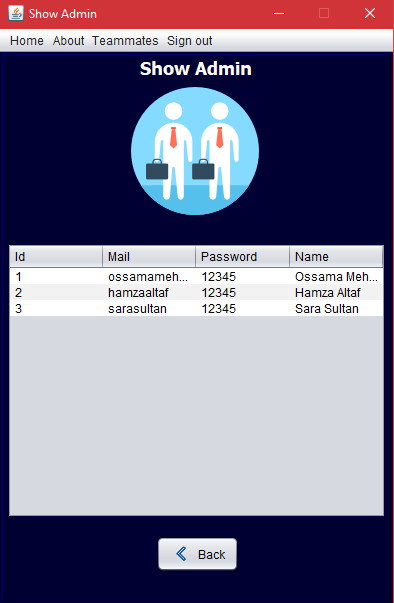 Show Admin
Home About Teammates Sign out
Show Admin
Id Mail Password Name
1 ossamameh... 12345 Ossama Meh...
2 hamzaaltaf 12345 Hamza Altaf
3 sarasultan 12345 Sara Sultan
Back